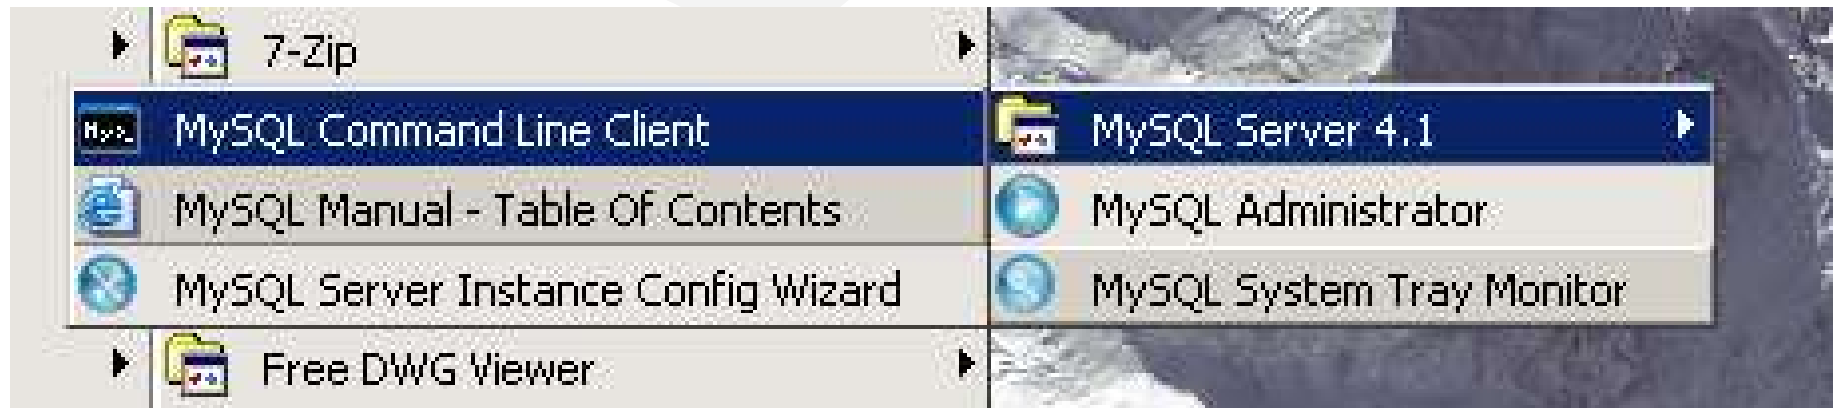 7-Zip
MySQL Command Line Client
MySQL Server 4.1
MySQL Manual - Table Of Contents
MySQL Administrator
MySQL Server Instance Config Wizard
MySQL System Tray Monitor
Free DWG Viewer